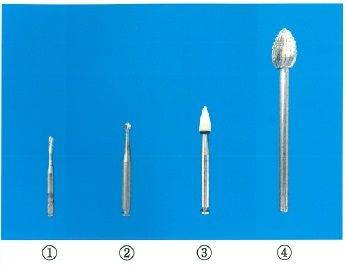 ① ② ③ ④